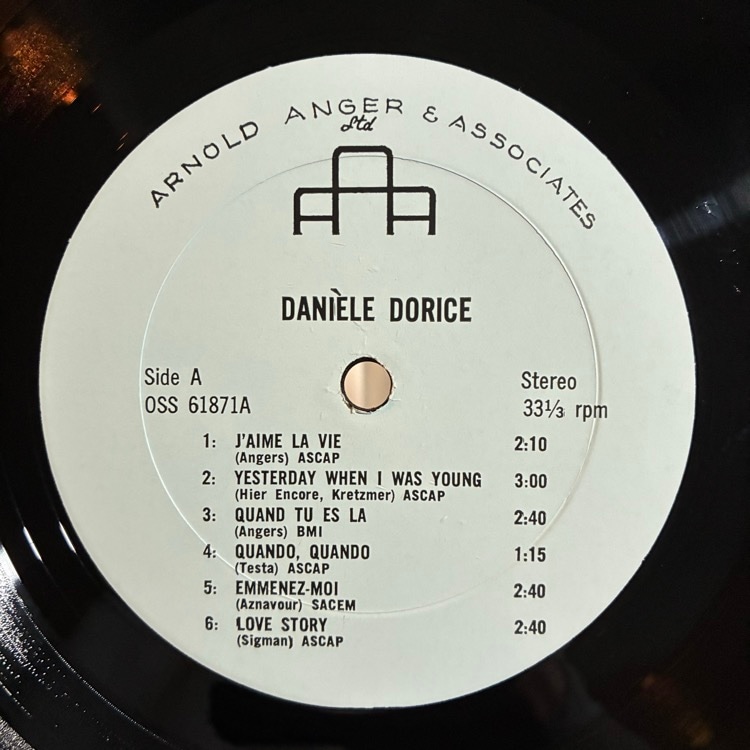 ARNOLD ANGER & ASSOCIATES
Ltd
AAA
DANIÈLE DORICE
Side A
Stereo
OSS 61871A
33⅓ rpm
1: J'AIME LA VIE 2:10
(Angers) ASCAP
2: YESTERDAY WHEN I WAS YOUNG 3:00
(Hier Encore, Kretzmer) ASCAP
3: QUAND TU ES LA 2:40
(Angers) BMI
4: QUANDO, QUANDO 1:15
(Testa) ASCAP
5: EMMENEZ-MOI 2:40
(Aznavour) SACEM
6: LOVE STORY 2:40
(Sigman) ASCAP